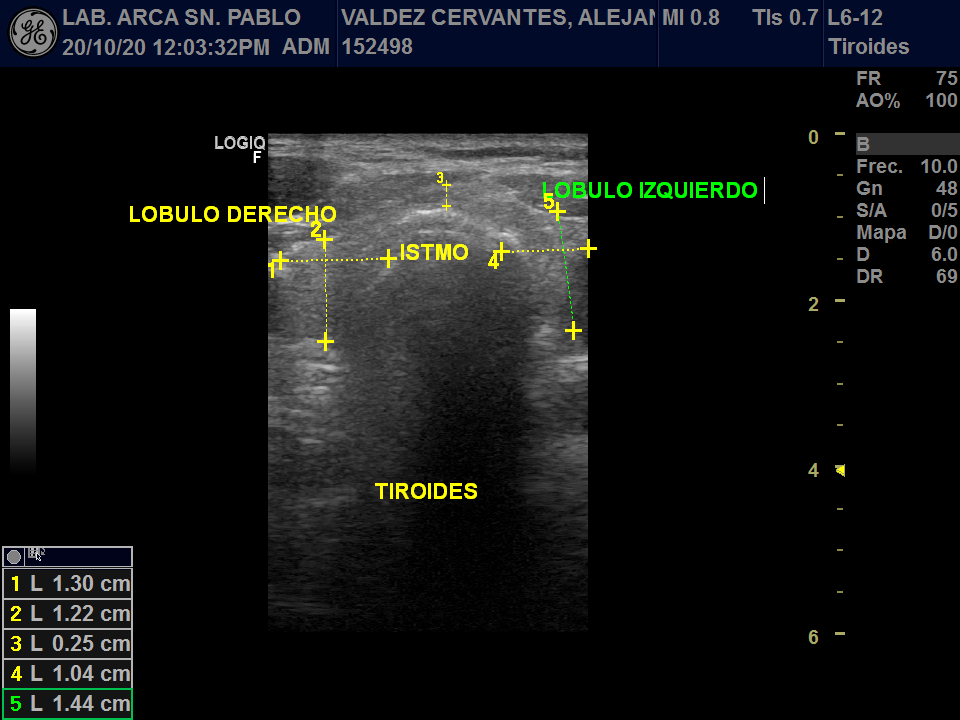 LAB. ARCA SN. PABLO
20/10/20 12:03:32PM ADM
VALDEZ CERVANTES, ALEJAN
152498
MI 0.8 TIs 0.7
L6-12
Tiroides
FR 75
AO% 100
B
Frec. 10.0
Gn 48
S/A 0/5
Mapa D/0
D 6.0
DR 69
LOGIQ
F
0
2
4
6
LOBULO DERECHO
LOBULO IZQUIERDO
ISTMO
TIROIDES
1
2
3
4
5
1 L 1.30 cm
2 L 1.22 cm
3 L 0.25 cm
4 L 1.04 cm
5 L 1.44 cm